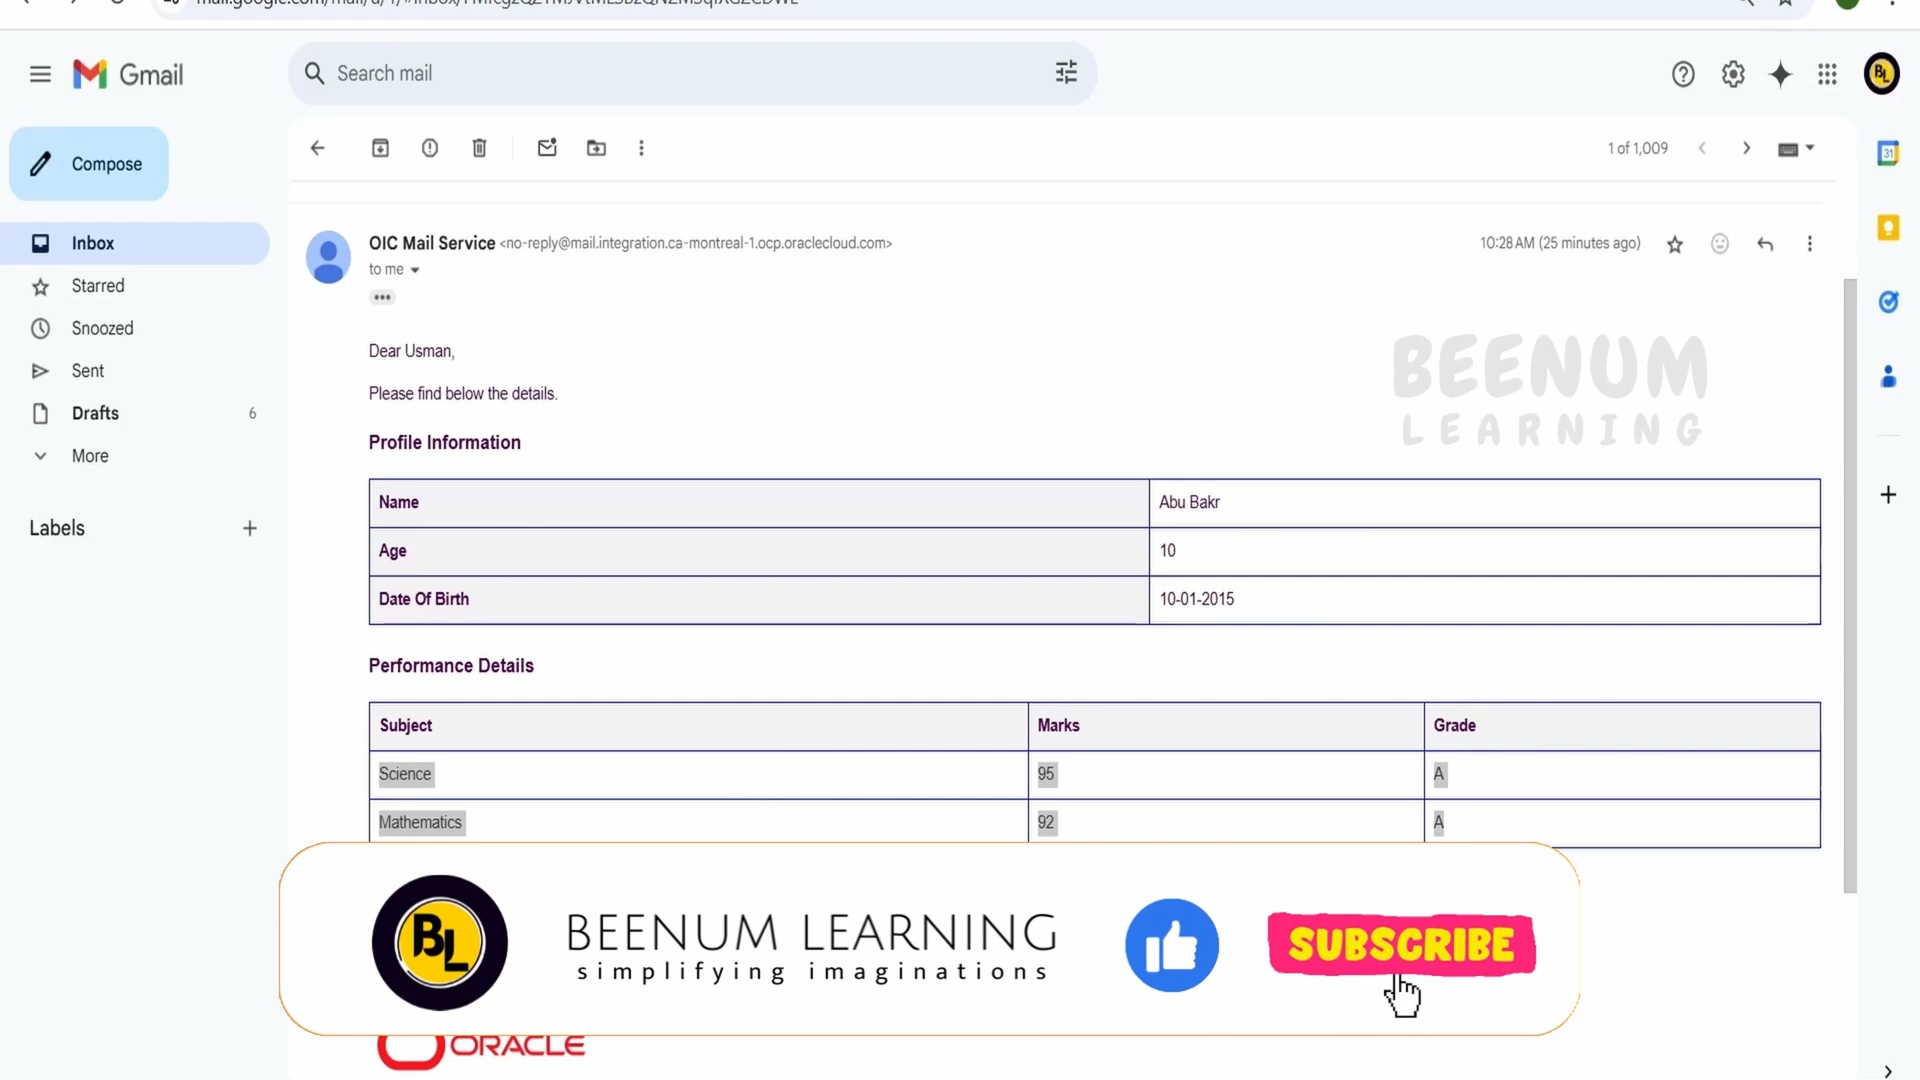 Gmail
Search mail
BL
Compose
1 of 1,009
31
Inbox
OIC Mail Service <no-reply@mail.integration.ca-montreal-1.ocp.oraclecloud.com>
10:28 AM (25 minutes ago)
to me
Starred
Snoozed
Sent
Drafts 6
More
Labels
Dear Usman,
Please find below the details.
BEENUM
LEARNING
Profile Information
Name Abu Bakr
Age 10
Date Of Birth 10-01-2015
Performance Details
Subject Marks Grade
Science 95 A
Mathematics 92 A
BL
BEENUM LEARNING
simplifying imaginations
SUBSCRIBE
ORACLE